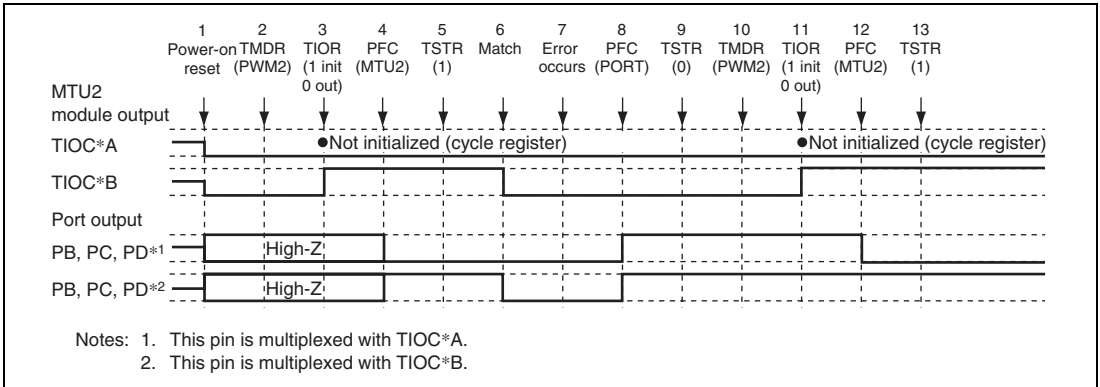 1 2 3 4 5 6 7 8 9 10 11 12 13
Power-on TMDR TIOR PFC TSTR Match Error PFC TSTR TMDR TIOR PFC TSTR
reset (PWM2) (1 init (MTU2) (1) occurs (PORT) (0) (PWM2) (1 init (MTU2) (1)
0 out) 0 out)
MTU2
module output
TIOC*A ●Not initialized (cycle register) ●Not initialized (cycle register)
TIOC*B
Port output
PB, PC, PD*1 High-Z
PB, PC, PD*2 High-Z
Notes: 1. This pin is multiplexed with TIOC*A.
2. This pin is multiplexed with TIOC*B.